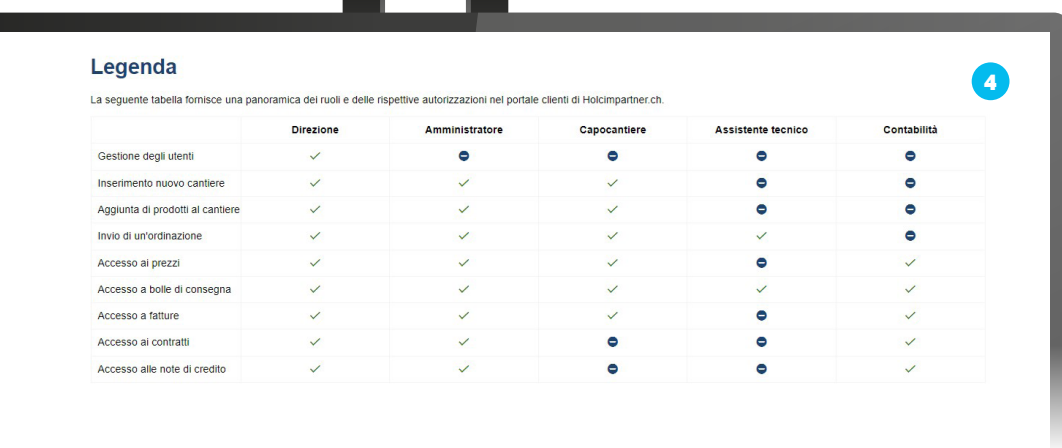 Legenda
4
La seguente tabella fornisce una panoramica dei ruoli e delle rispettive autorizzazioni nel portale clienti di Holcimpartner.ch.
Direzione Amministratore Capocantiere Assistente tecnico Contabilità
Gestione degli utenti
Inserimento nuovo cantiere
Aggiunta di prodotti al cantiere
Invio di un'ordinazione
Accesso ai prezzi
Accesso a bolle di consegna
Accesso a fatture
Accesso ai contratti
Accesso alle note di credito